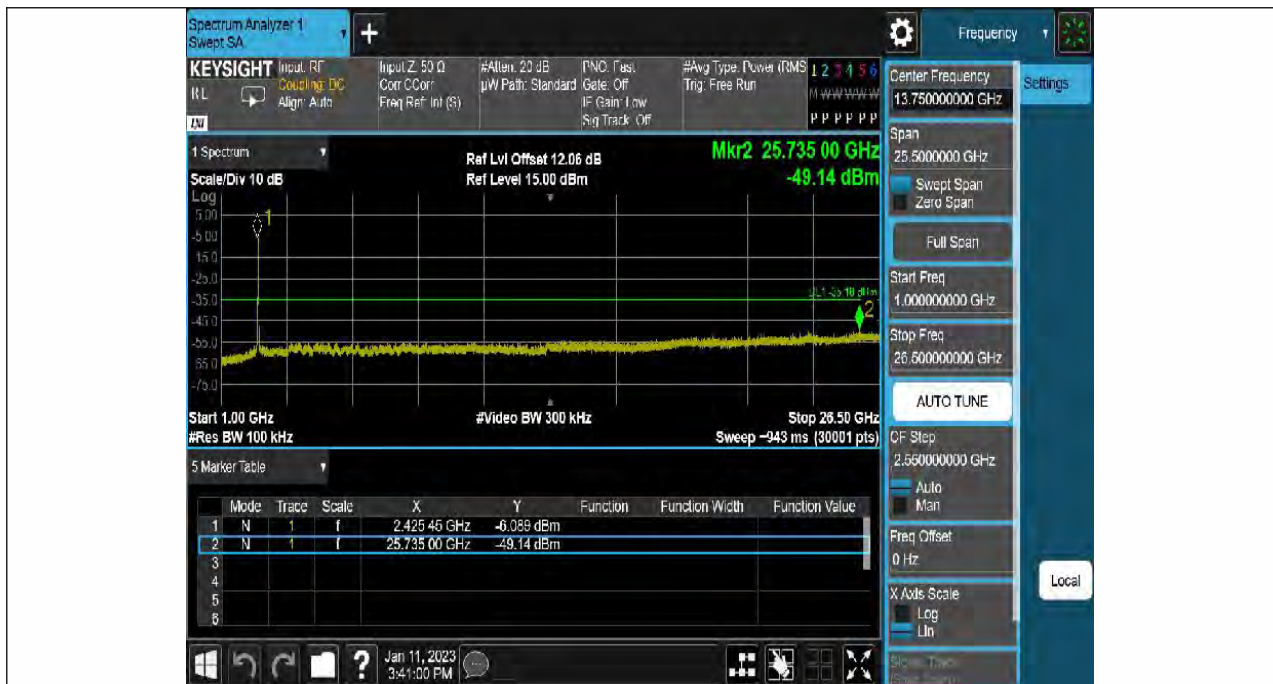 Spectrum Analyzer 1
Swept SA
+
Frequency
KEYSIGHT
RL
Input: RF
Coupling: DC
Align: Auto
Input Z: 50 Ω
Corr CCorr
Freq Ref: Int (S)
#Atten: 20 dB
µW Path: Standard
PNO: Fast
Gate: Off
IF Gain: Low
Sig Track: Off
#Avg Type: Power (RMS
Trig: Free Run
1 2 3 4 5 6
M W W W W W
P P P P P P
LXI
1 Spectrum
Scale/Div 10 dB
Ref Lvl Offset 12.06 dB
Ref Level 15.00 dBm
Mkr2 25.735 00 GHz
-49.14 dBm
Log
5.00
-5.00
-15.0
-25.0
-35.0
-45.0
-55.0
-65.0
-75.0
1
2
Start 1.00 GHz
#Res BW 100 kHz
#Video BW 300 kHz
Stop 26.50 GHz
Sweep ~943 ms (30001 pts)
5 Marker Table
Mode Trace Scale X Y Function Function Width Function Value
1 N 1 f 2.425 45 GHz -6.089 dBm
2 N 1 f 25.735 00 GHz -49.14 dBm
3
4
5
6
?
Jan 11, 2023
3:41:00 PM
Center Frequency
13.750000000 GHz
Span
25.5000000 GHz
Swept Span
Zero Span
Full Span
Start Freq
1.000000000 GHz
Stop Freq
26.500000000 GHz
AUTO TUNE
CF Step
2.550000000 GHz
Auto
Man
Freq Offset
0 Hz
X Axis Scale
Log
Lin
Settings
Local